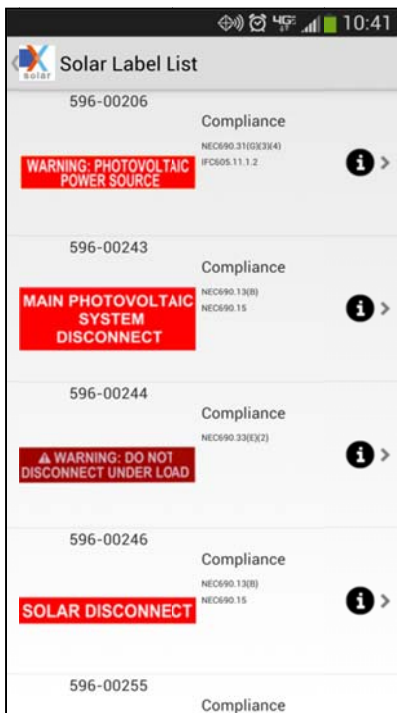 4G 10:41
X
solar
Solar Label List
596-00206
Compliance
NEC690.31(G)(3)(4)
IFC605.11.1.2
WARNING: PHOTOVOLTAIC
POWER SOURCE
i
596-00243
Compliance
NEC690.13(B)
NEC690.15
MAIN PHOTOVOLTAIC
SYSTEM
DISCONNECT
i
596-00244
Compliance
NEC690.33(E)(2)
WARNING: DO NOT
DISCONNECT UNDER LOAD
i
596-00246
Compliance
NEC690.13(B)
NEC690.15
SOLAR DISCONNECT
i
596-00255
Compliance